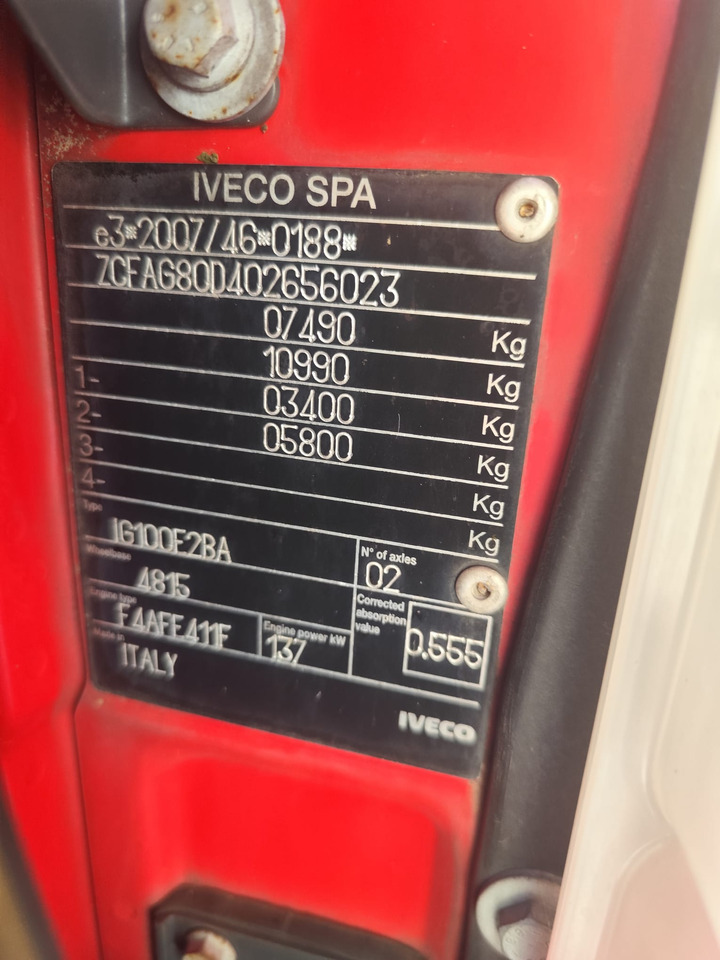 IVECO SPA
e3*2007/46*0188*
ZCFAG80D402656023
07490 Kg
10990 Kg
1- 03400 Kg
2- 05800 Kg
3- Kg
4- Kg
Type
IG100E2BA
N° of axles
02
Wheelbase
4815
Corrected absorption value
0.555
Engine type
F4AFE411F
Engine power kW
137
Made in
ITALY
IVECO